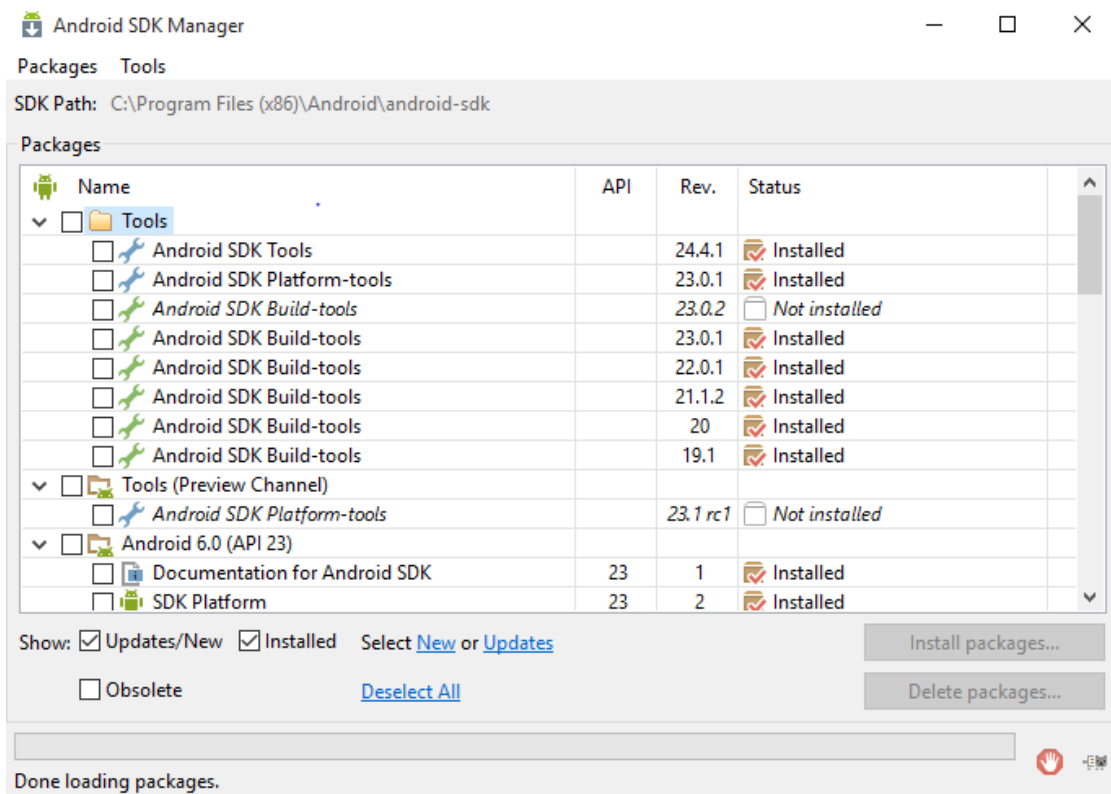 Android SDK Manager
Packages Tools
SDK Path: C:\Program Files (x86)\Android\android-sdk
Packages
Name API Rev. Status
Tools
Android SDK Tools 24.4.1 Installed
Android SDK Platform-tools 23.0.1 Installed
Android SDK Build-tools 23.0.2 Not installed
Android SDK Build-tools 23.0.1 Installed
Android SDK Build-tools 22.0.1 Installed
Android SDK Build-tools 21.1.2 Installed
Android SDK Build-tools 20 Installed
Android SDK Build-tools 19.1 Installed
Tools (Preview Channel)
Android SDK Platform-tools 23.1 rc1 Not installed
Android 6.0 (API 23)
Documentation for Android SDK 23 1 Installed
SDK Platform 23 2 Installed
Show: Updates/New Installed Select New or Updates Install packages...
Obsolete Deselect All Delete packages...
Done loading packages.